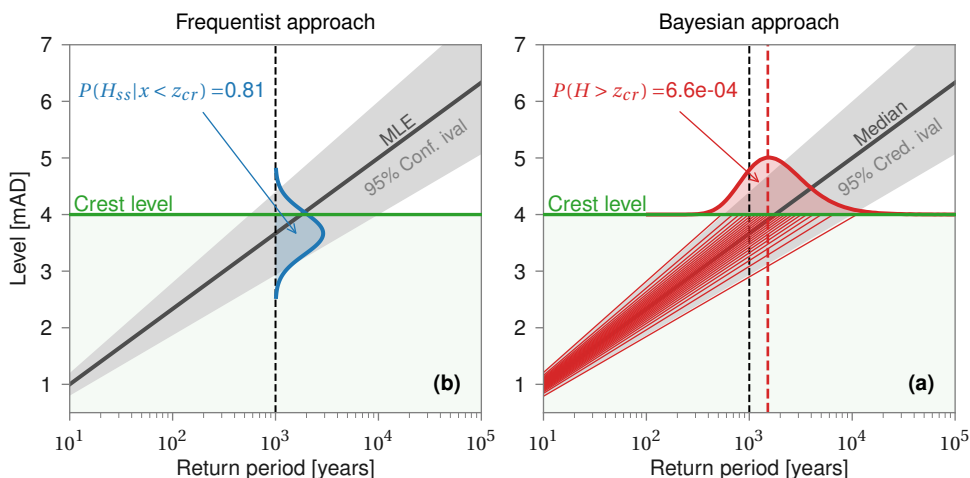 Frequentist approach
7
6
5
4
3
2
1
Level [mAD]
P(H_ss|x < z_cr) = 0.81
MLE
95% Conf. ival
Crest level
(b)
10^1 10^2 10^3 10^4 10^5
Return period [years]
Bayesian approach
7
6
5
4
3
2
1
P(H > z_cr) = 6.6e-04
Median
95% Cred. ival
Crest level
(a)
10^1 10^2 10^3 10^4 10^5
Return period [years]